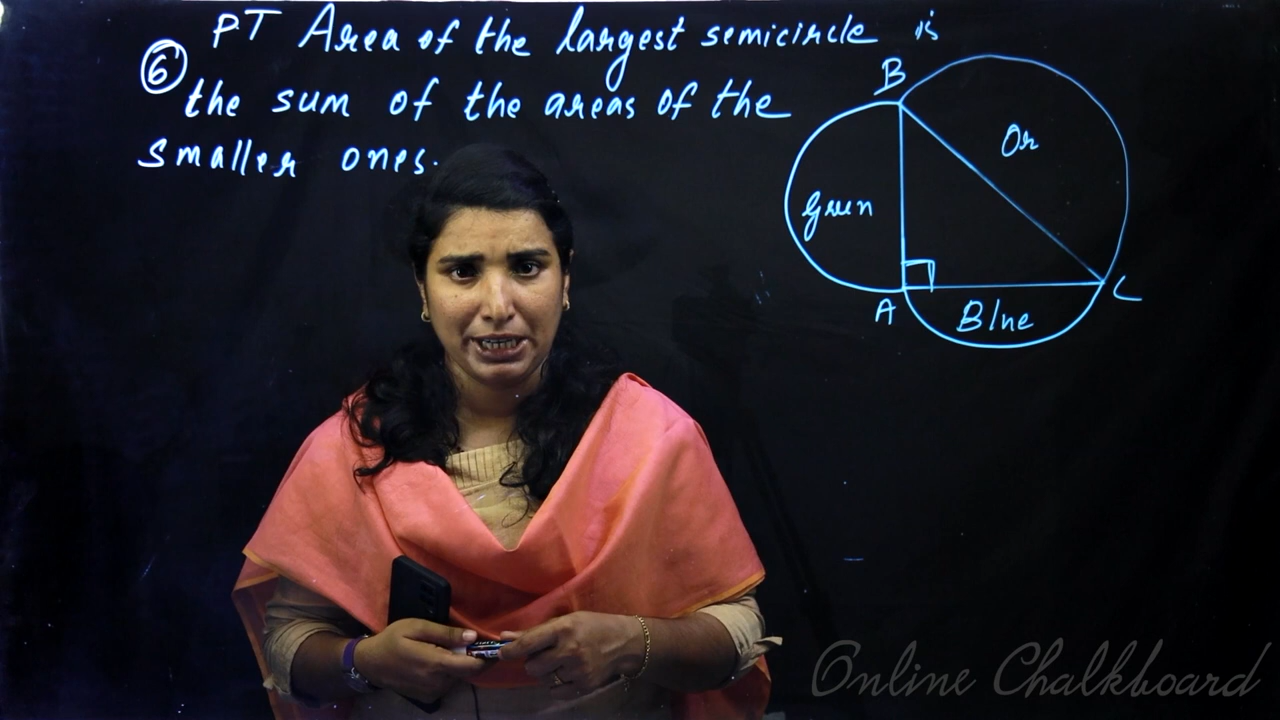 PT Area of the largest semicircle is
6 the sum of the areas of the
smaller ones.
B
Or
Green
A
Blue
C
Online Chalkboard